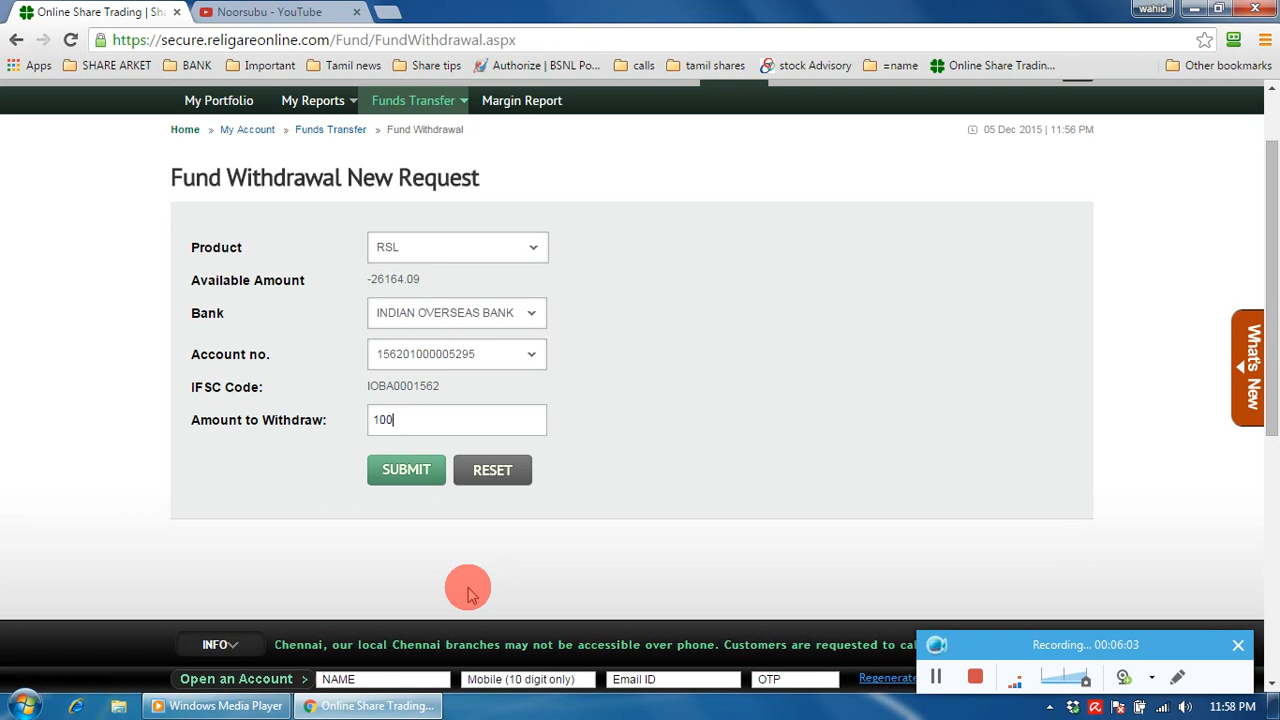 Online Share Trading | Sha
Noorsubu - YouTube
wahid
https://secure.religareonline.com/Fund/FundWithdrawal.aspx
Apps SHARE ARKET BANK Important Tamil news Share tips Authorize | BSNL Po... calls tamil shares stock Advisory =name Online Share Tradin... Other bookmarks
My Portfolio My Reports Funds Transfer Margin Report
Home » My Account » Funds Transfer » Fund Withdrawal 05 Dec 2015 | 11:56 PM
Fund Withdrawal New Request
Product RSL
Available Amount -26164.09
Bank INDIAN OVERSEAS BANK
Account no. 156201000005295
IFSC Code: IOBA0001562
Amount to Withdraw: 100
SUBMIT RESET
What's New
INFO Chennai, our local Chennai branches may not be accessible over phone. Customers are requested to cal
Recording... 00:06:03
Open an Account > NAME Mobile (10 digit only) Email ID OTP Regenerate
Windows Media Player Online Share Trading... 11:58 PM